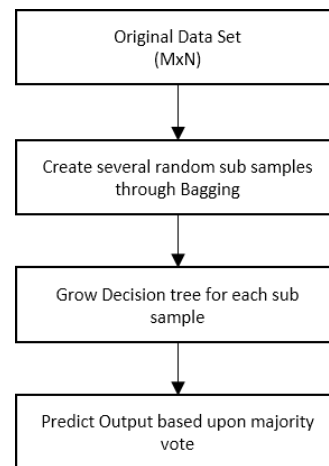 Original Data Set
(MxN)
Create several random sub samples
through Bagging
Grow Decision tree for each sub
sample
Predict Output based upon majority
vote